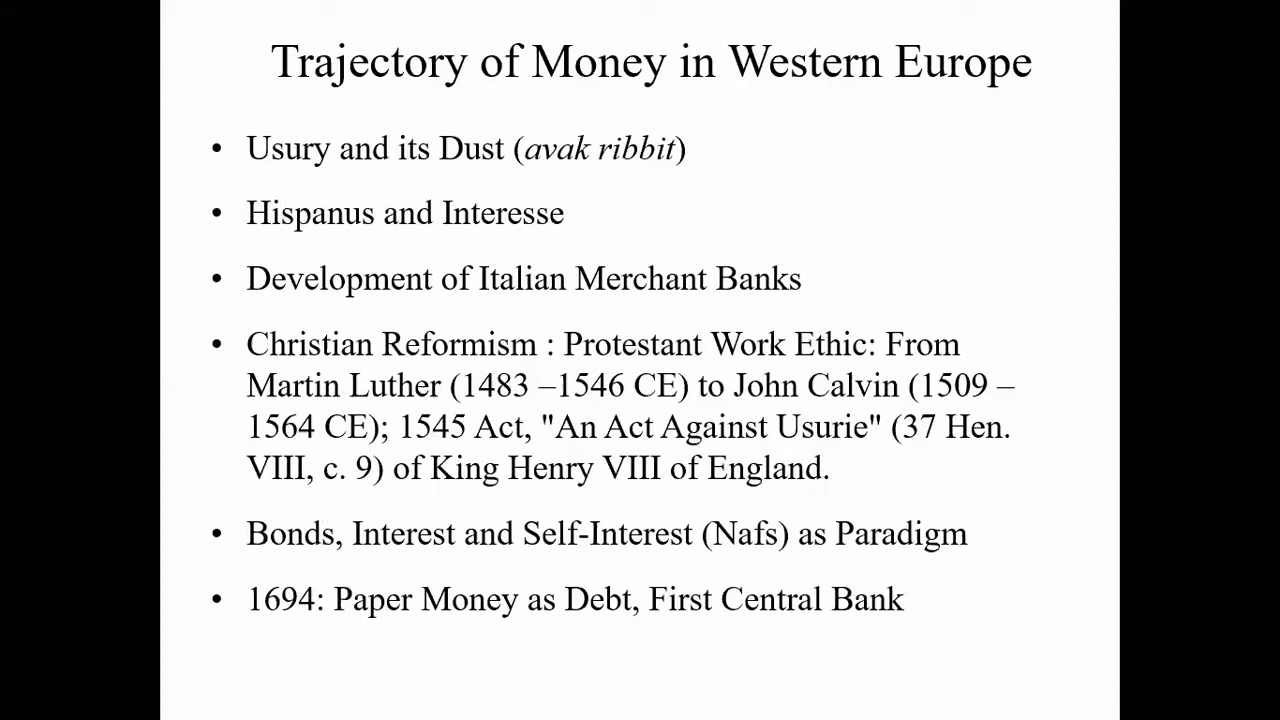 Trajectory of Money in Western Europe
• Usury and its Dust (avak ribbit)
• Hispanus and Interesse
• Development of Italian Merchant Banks
• Christian Reformism : Protestant Work Ethic: From
Martin Luther (1483 –1546 CE) to John Calvin (1509 –
1564 CE); 1545 Act, "An Act Against Usurie" (37 Hen.
VIII, c. 9) of King Henry VIII of England.
• Bonds, Interest and Self-Interest (Nafs) as Paradigm
• 1694: Paper Money as Debt, First Central Bank